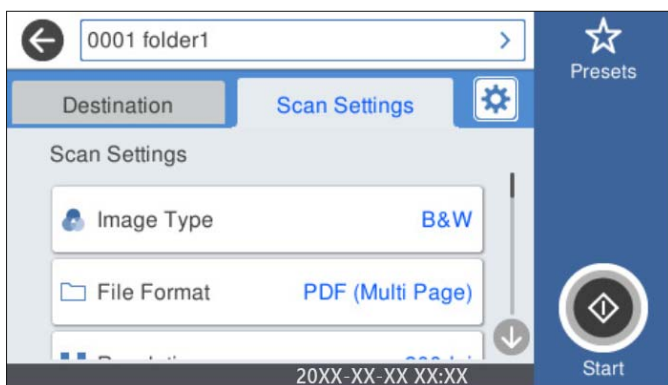 0001 folder1
Presets
Destination
Scan Settings
Scan Settings
Image Type
B&W
File Format
PDF (Multi Page)
20XX-XX-XX XX:XX
Start